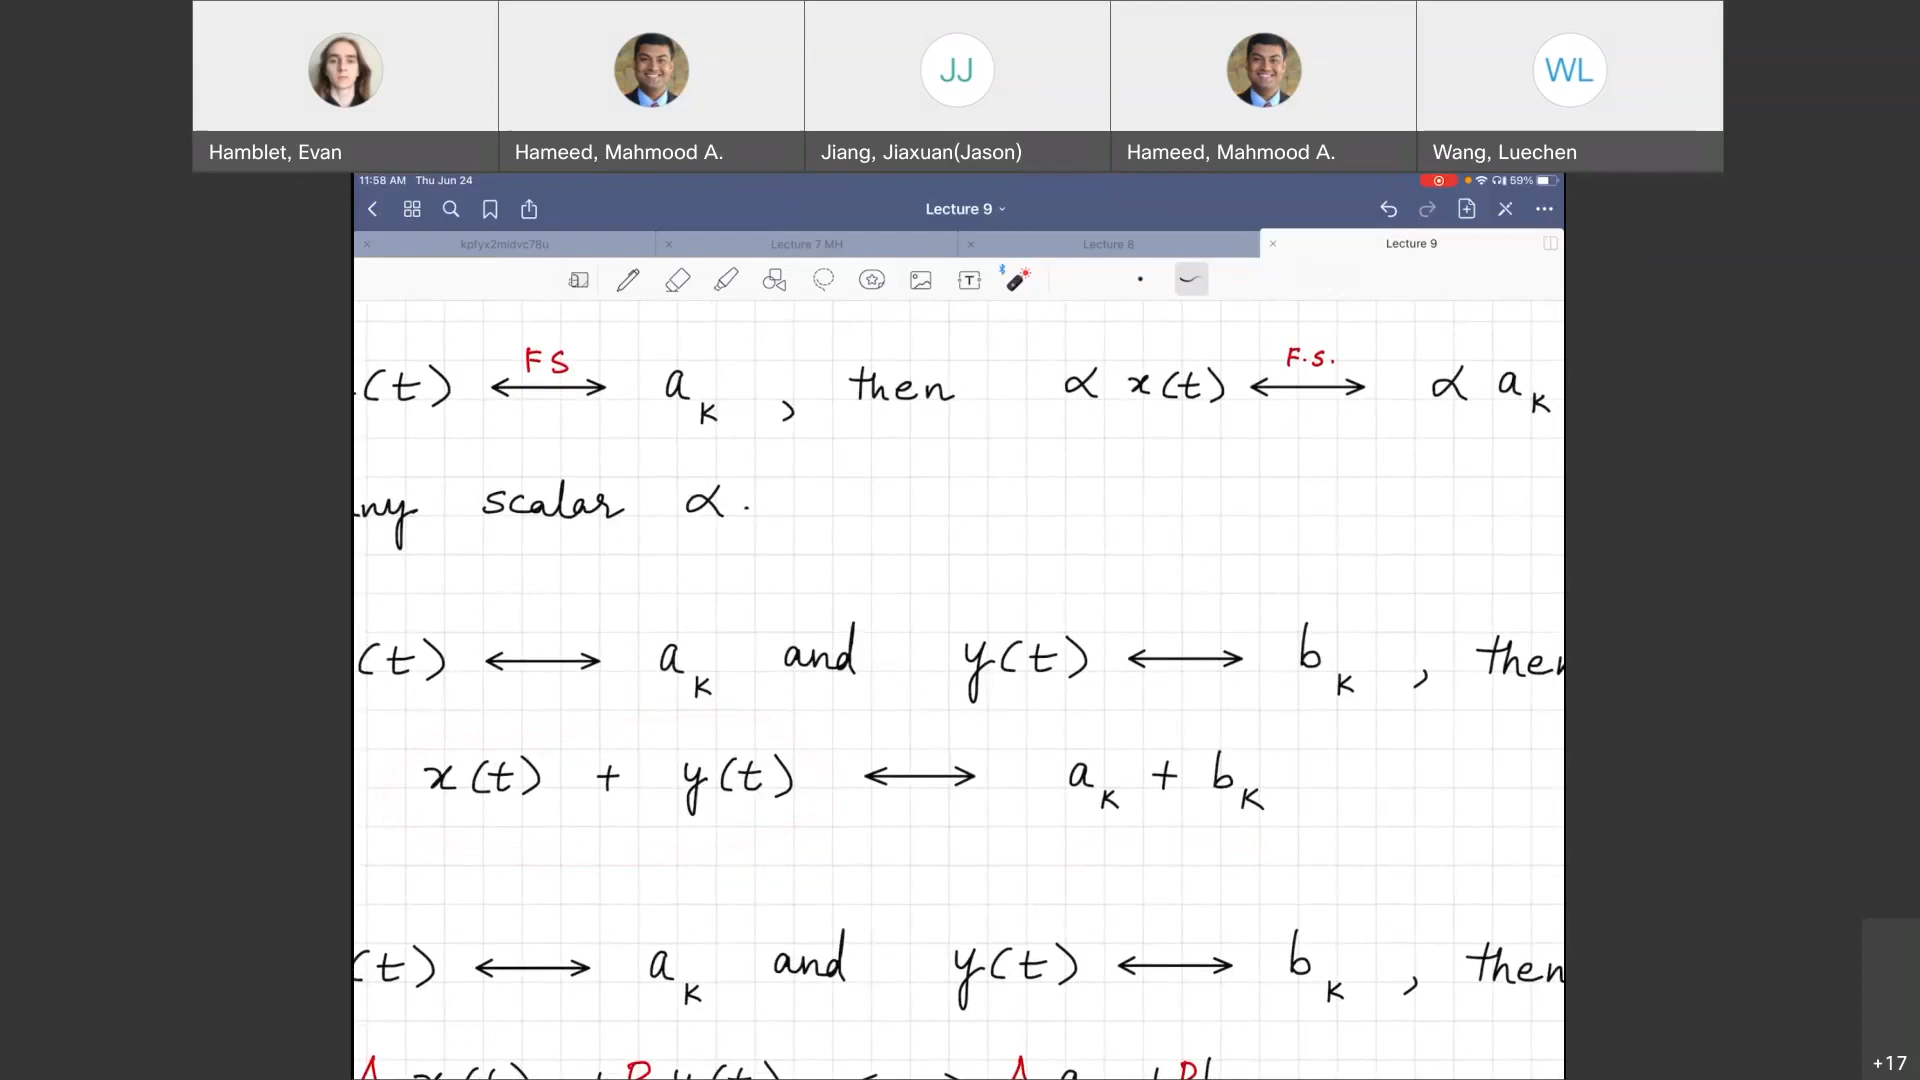 JJ
WL
Hamblet, Evan
Hameed, Mahmood A.
Jiang, Jiaxuan(Jason)
Hameed, Mahmood A.
Wang, Luechen
11:58 AM Thu Jun 24
59%
Lecture 9
kpfyx2midvc78u
Lecture 7 MH
Lecture 8
Lecture 9
T
(t) ⟷ FS a_K , then α x(t) ⟷ F.S. α a_K
ny scalar α.
(t) ⟷ a_K and y(t) ⟷ b_K , then
x(t) + y(t) ⟷ a_K + b_K
(t) ⟷ a_K and y(t) ⟷ b_K , then
+17